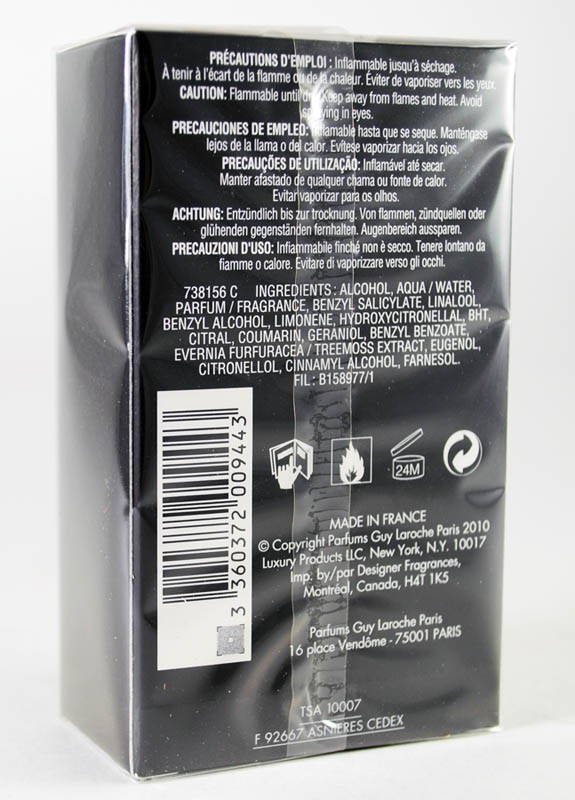 PRÉCAUTIONS D'EMPLOI : Inflammable jusqu'à séchage.
À tenir à l'écart de la flamme ou de la chaleur. Éviter de vaporiser vers les yeux.
CAUTION: Flammable until dry. Keep away from flames and heat. Avoid
spraying in eyes.
PRECAUCIONES DE EMPLEO: Inflamable hasta que se seque. Manténgase
lejos de la llama o del calor. Evítese vaporizar hacia los ojos.
PRECAUÇÕES DE UTILIZAÇÃO: Inflamável até secar.
Manter afastado de qualquer chama ou fonte de calor.
Evitar vaporizar para os olhos.
ACHTUNG: Entzündlich bis zur trocknung. Von flammen, zündquellen oder
glühenden gegenständen fernhalten. Augenbereich aussparen.
PRECAUZIONI D'USO: Infiammabile finché non è secco. Tenere lontano da
fiamme o calore. Evitare di vaporizzare verso gli occhi.
738156 C INGREDIENTS : ALCOHOL, AQUA / WATER,
PARFUM / FRAGRANCE, BENZYL SALICYLATE, LINALOOL,
BENZYL ALCOHOL, LIMONENE, HYDROXYCITRONELLAL, BHT,
CITRAL, COUMARIN, GERANIOL, BENZYL BENZOATE,
EVERNIA FURFURACEA / TREEMOSS EXTRACT, EUGENOL,
CITRONELLOL, CINNAMYL ALCOHOL, FARNESOL.
FIL : B158977/1
24M
3 360372 009443
MADE IN FRANCE
© Copyright Parfums Guy Laroche Paris 2010
Luxury Products LLC, New York, N.Y. 10017
Imp. by/par Designer Fragrances,
Montréal, Canada, H4T 1K5
Parfums Guy Laroche Paris
16 place Vendôme - 75001 PARIS
TSA 10007
F 92667 ASNIERES CEDEX